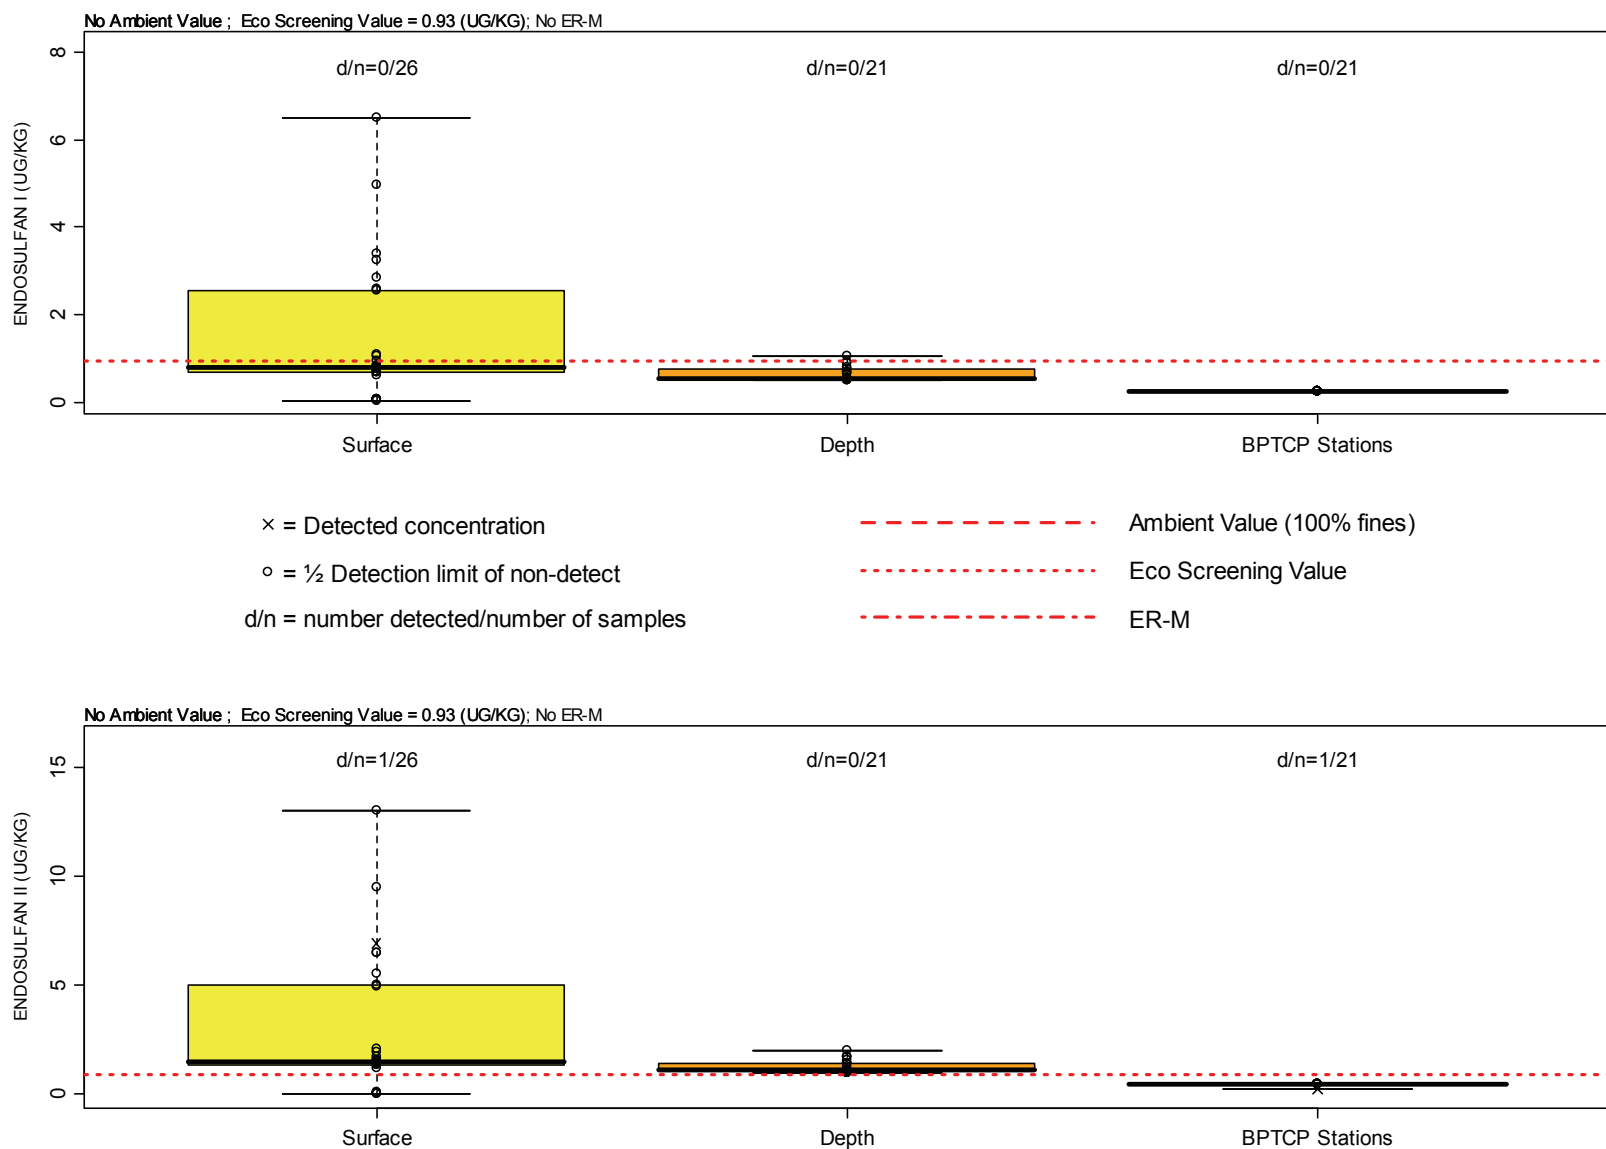 No Ambient Value ; Eco Screening Value = 0.93 (UG/KG); No ER-M
ENDOSULFAN I (UG/KG)
8
6
4
2
0
d/n=0/26
d/n=0/21
d/n=0/21
Surface
Depth
BPTCP Stations
× = Detected concentration
o = ½ Detection limit of non-detect
d/n = number detected/number of samples
Ambient Value (100% fines)
Eco Screening Value
ER-M
No Ambient Value ; Eco Screening Value = 0.93 (UG/KG); No ER-M
ENDOSULFAN II (UG/KG)
15
10
5
0
d/n=1/26
d/n=0/21
d/n=1/21
Surface
Depth
BPTCP Stations